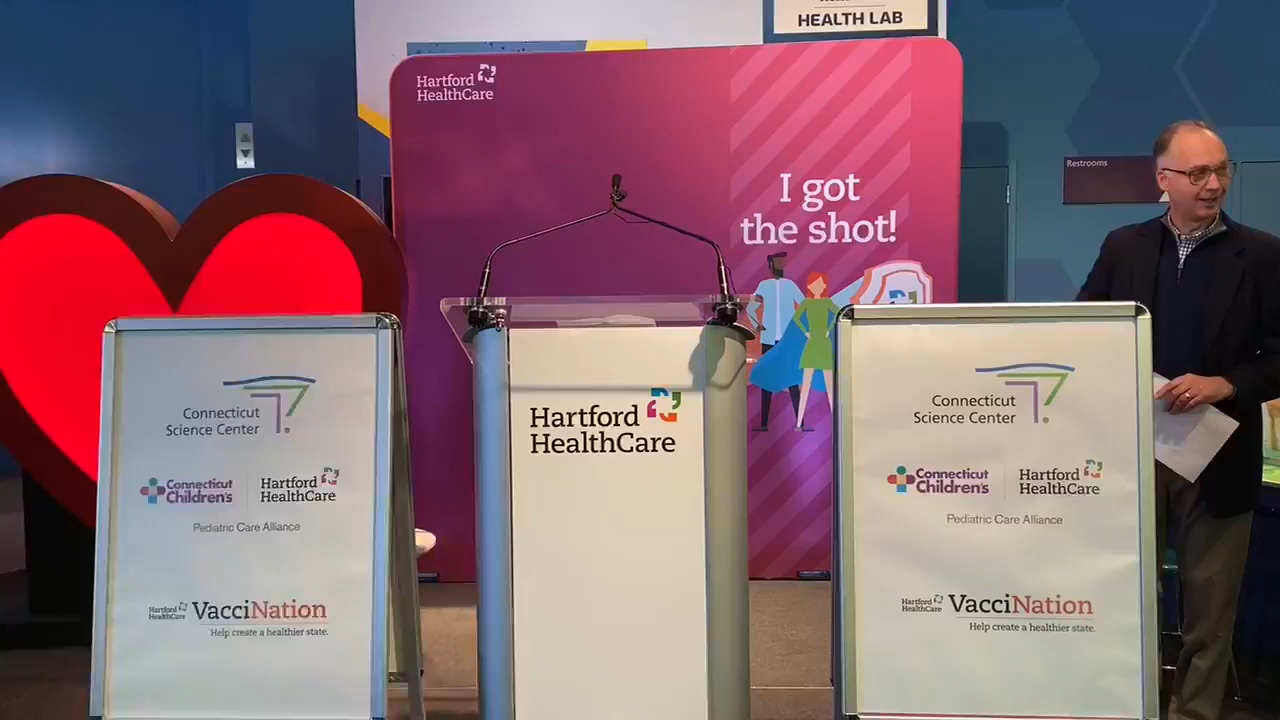 HEALTH LAB
Hartford
HealthCare
Restrooms
I got
the shot!
Hartford
HealthCare
Connecticut
Science Center
Connecticut
Children's
Hartford
HealthCare
Pediatric Care Alliance
Hartford
HealthCare
VacciNation
Help create a healthier state.
Connecticut
Science Center
Connecticut
Children's
Hartford
HealthCare
Pediatric Care Alliance
Hartford
HealthCare
VacciNation
Help create a healthier state.